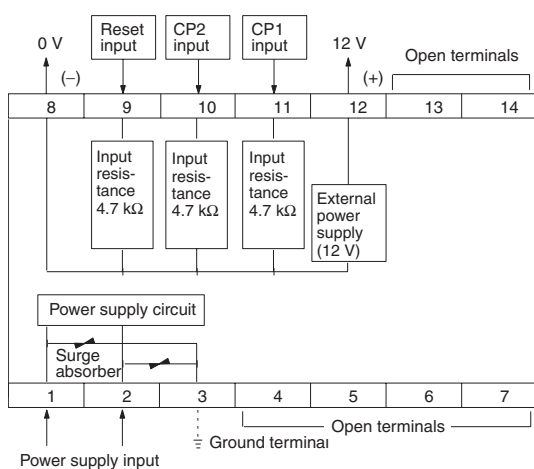 0 V
Reset
input
CP2
input
CP1
input
12 V
Open terminals
(–)
(+)
8 9 10 11 12 13 14
Input
resis-
tance
4.7 kΩ
Input
resis-
tance
4.7 kΩ
Input
resis-
tance
4.7 kΩ
External
power
supply
(12 V)
Power supply circuit
Surge
absorber
1 2 3 4 5 6 7
Open terminals
Ground terminal
Power supply input